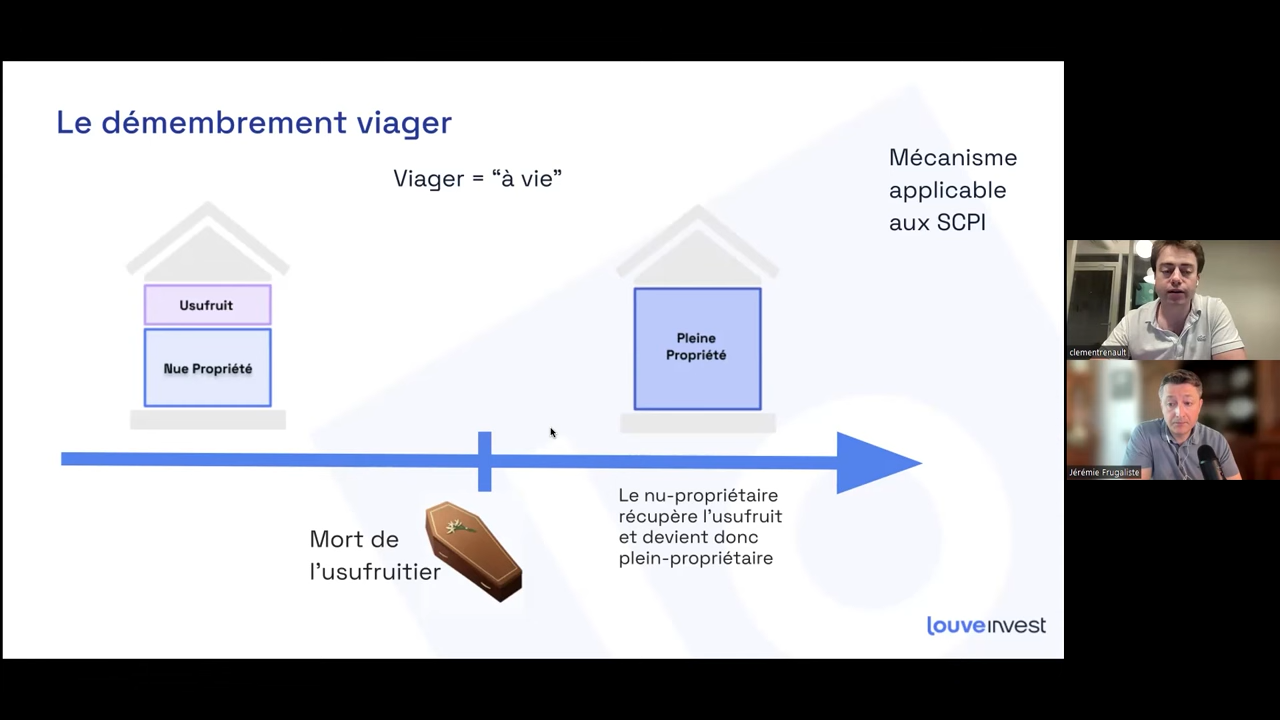 Le démembrement viager
Viager = “à vie”
Mécanisme
applicable
aux SCPI
Usufruit
Nue Propriété
Pleine
Propriété
Mort de
l’usufruitier
Le nu-propriétaire
récupère l’usufruit
et devient donc
plein-propriétaire
louveinvest
clementrenault
Jérémie Frugaliste